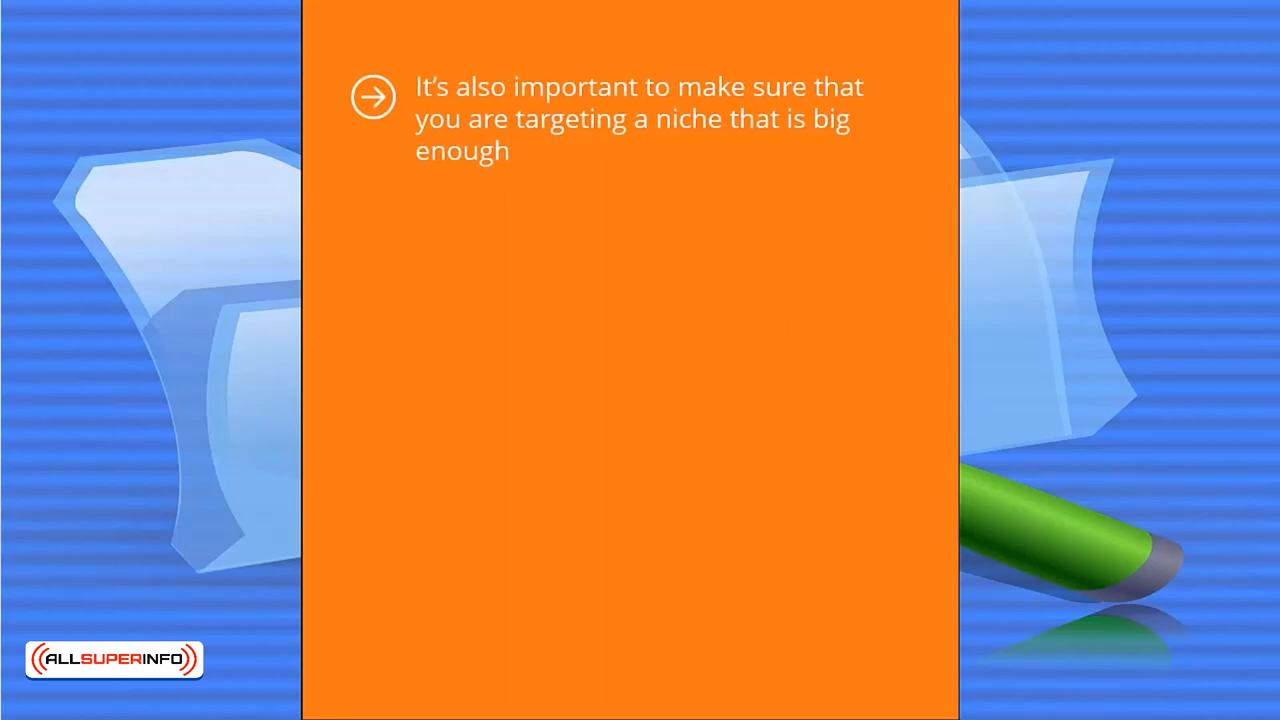 It’s also important to make sure that
you are targeting a niche that is big
enough
ALLSUPERINFO